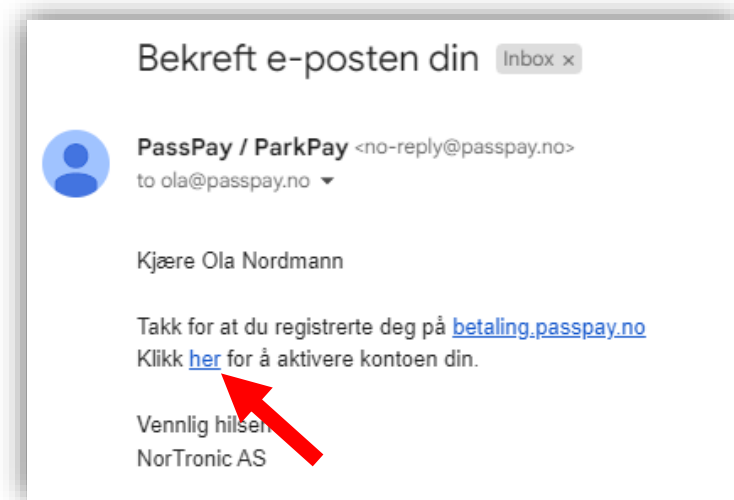 Bekreft e-posten din Inbox x
PassPay / ParkPay <no-reply@passpay.no>
to ola@passpay.no
Kjære Ola Nordmann
Takk for at du registrerte deg på betaling.passpay.no
Klikk her for å aktivere kontoen din.
Vennlig hilsen
NorTronic AS